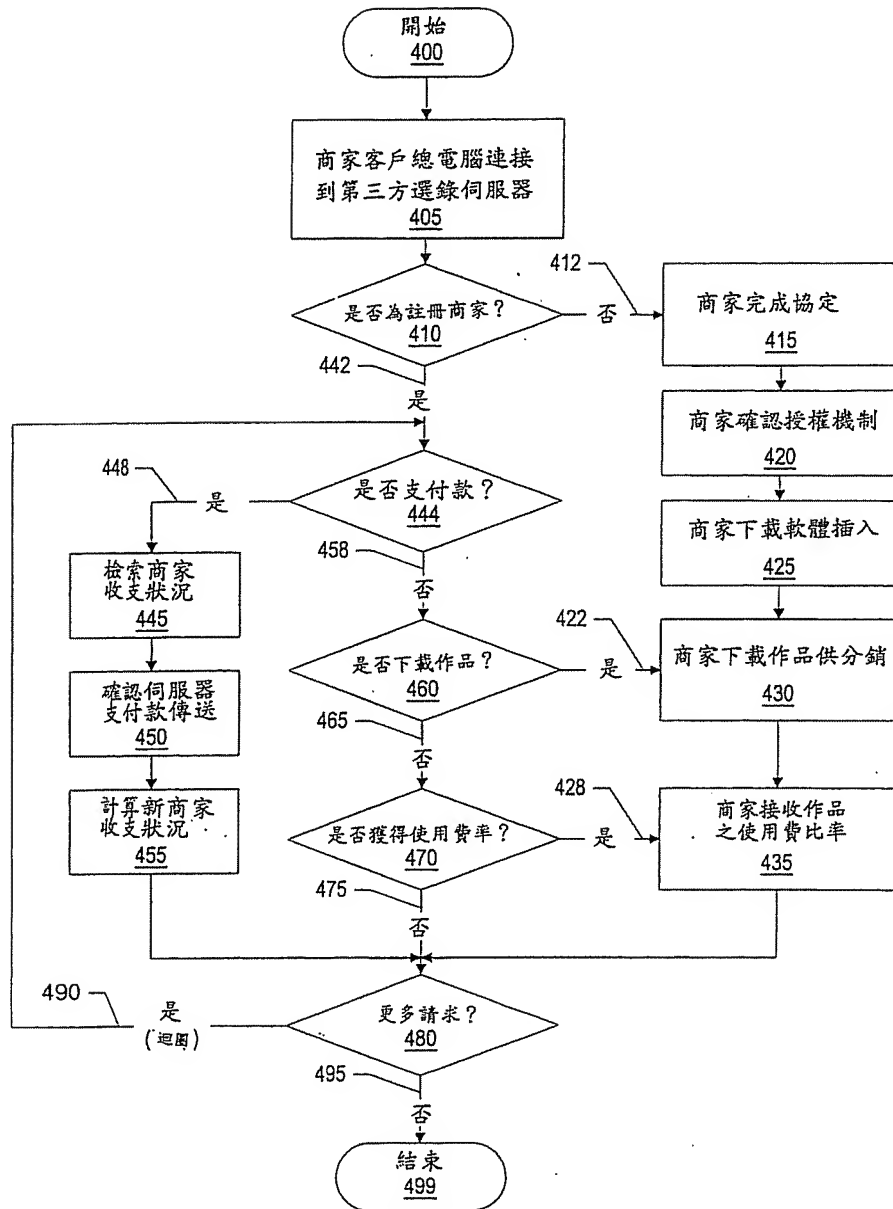 開始
400
商家客戶總電腦連接
到第三方選錄伺服器
405
是否為註冊商家?
410
412
否
商家完成協定
415
442
是
商家確認授權機制
420
448
是
是否支付款?
444
商家下載軟體插入
425
458
否
檢索商家
收支狀況
445
422
是否下載作品?
460
是
商家下載作品供分銷
430
確認伺服器
支付款傳送
450
465
否
428
計算新商家
收支狀況
455
是否獲得使用費率?
470
是
商家接收作品
之使用費比率
435
475
否
490
是
(迴圈)
更多請求?
480
495
否
結束
499